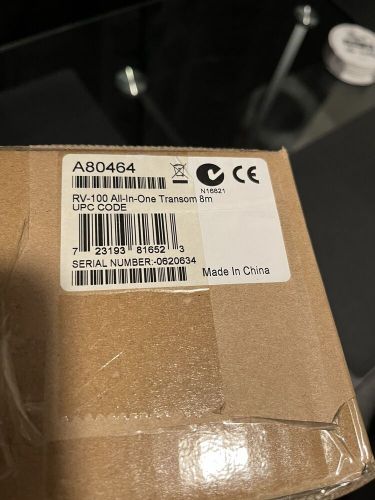 A80464
N16821
RV-100 All-In-One Transom 8m
UPC CODE
7 23193 81652 3
SERIAL NUMBER:-0620634
Made In China